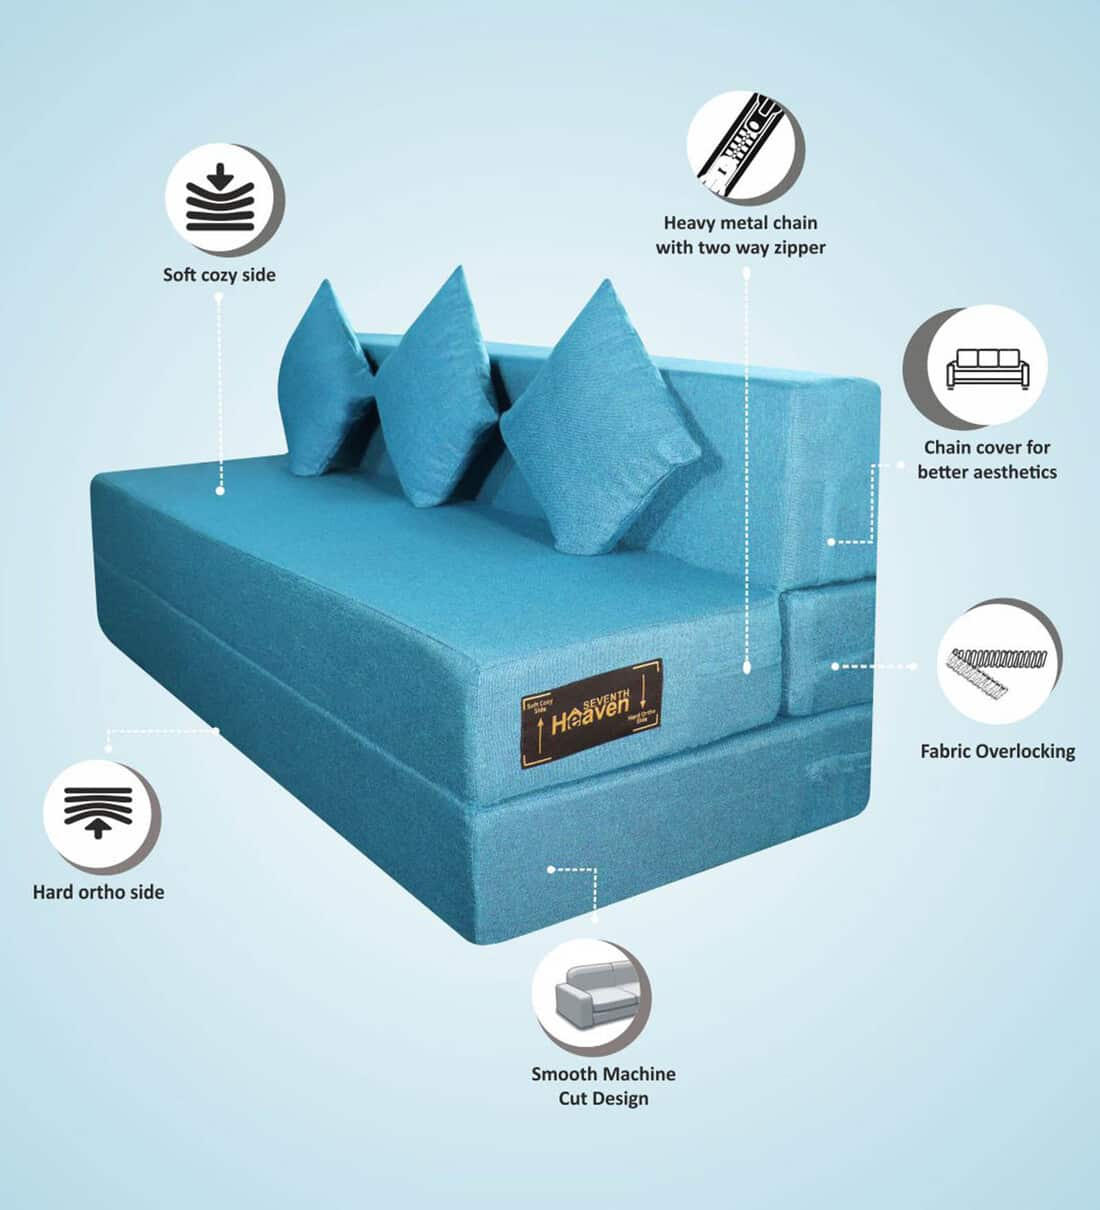 Heavy metal chain
with two way zipper
Soft cozy side
Chain cover for
better aesthetics
Soft Cozy
Side
SEVENTH
Heaven
Hard Ortho
Side
Fabric Overlocking
Hard ortho side
Smooth Machine
Cut Design